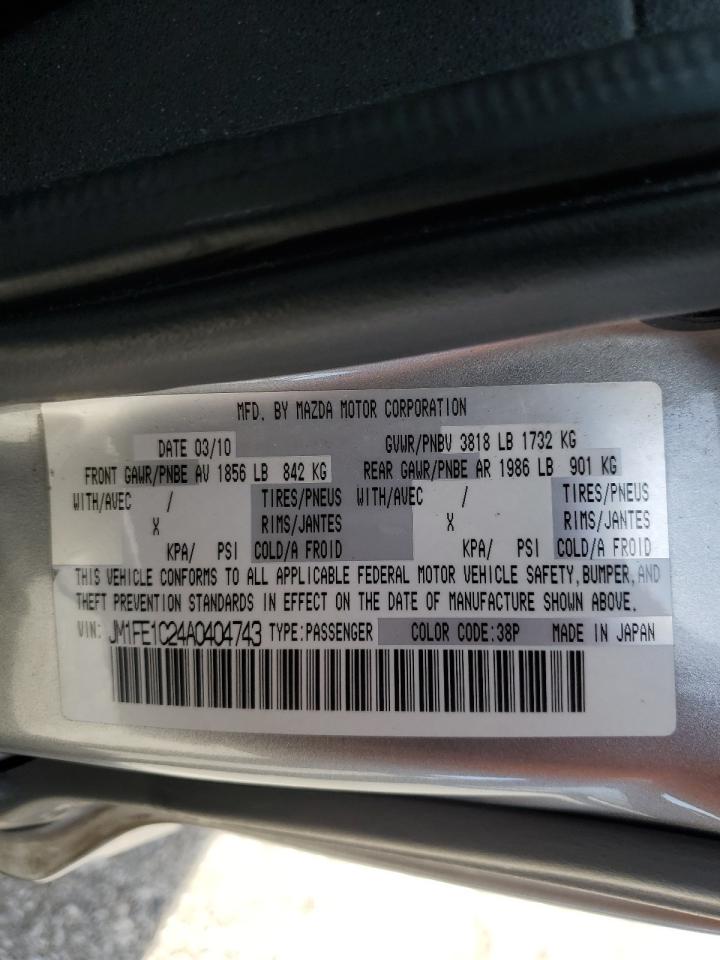 MFD. BY MAZDA MOTOR CORPORATION
DATE 03/10 GVWR/PNBV 3818 LB 1732 KG
FRONT GAWR/PNBE AV 1856 LB 842 KG REAR GAWR/PNBE AR 1986 LB 901 KG
WITH/AVEC / TIRES/PNEUS WITH/AVEC / TIRES/PNEUS
X RIMS/JANTES X RIMS/JANTES
KPA/ PSI COLD/A FROID KPA/ PSI COLD/A FROID
THIS VEHICLE CONFORMS TO ALL APPLICABLE FEDERAL MOTOR VEHICLE SAFETY,BUMPER,AND
THEFT PREVENTION STANDARDS IN EFFECT ON THE DATE OF MANUFACTURE SHOWN ABOVE.
VIN: JM1FE1C24A0404743 TYPE:PASSENGER COLOR CODE:38P MADE IN JAPAN